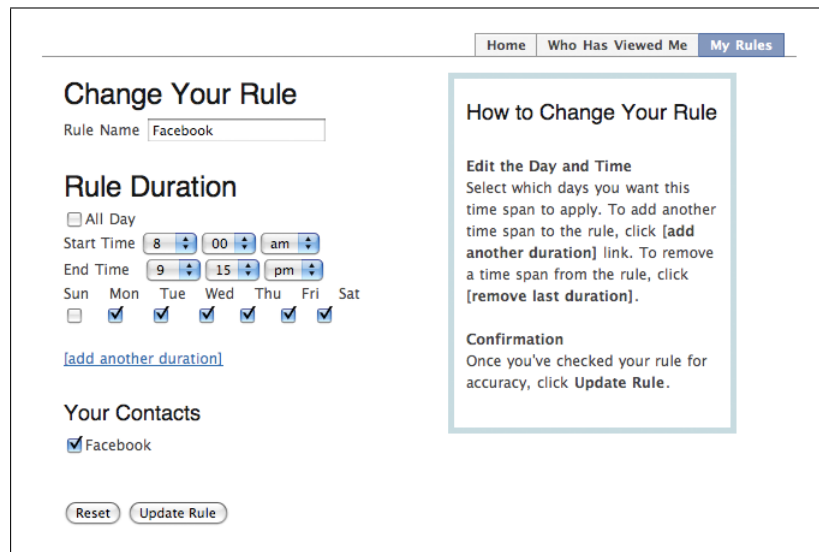 Home Who Has Viewed Me My Rules
Change Your Rule
Rule Name Facebook
Rule Duration
All Day
Start Time 8 00 am
End Time 9 15 pm
Sun Mon Tue Wed Thu Fri Sat
[add another duration]
Your Contacts
Facebook
Reset Update Rule
How to Change Your Rule
Edit the Day and Time
Select which days you want this
time span to apply. To add another
time span to the rule, click [add
another duration] link. To remove
a time span from the rule, click
[remove last duration].
Confirmation
Once you've checked your rule for
accuracy, click Update Rule.